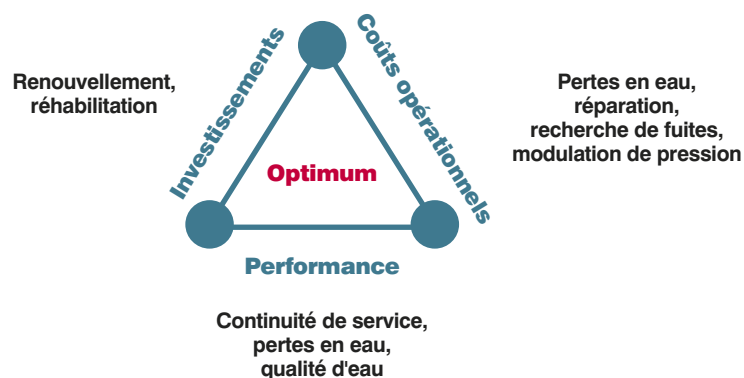 Renouvellement,
réhabilitation
Investissements
Coûts opérationnels
Pertes en eau,
réparation,
recherche de fuites,
modulation de pression
Optimum
Performance
Continuité de service,
pertes en eau,
qualité d'eau